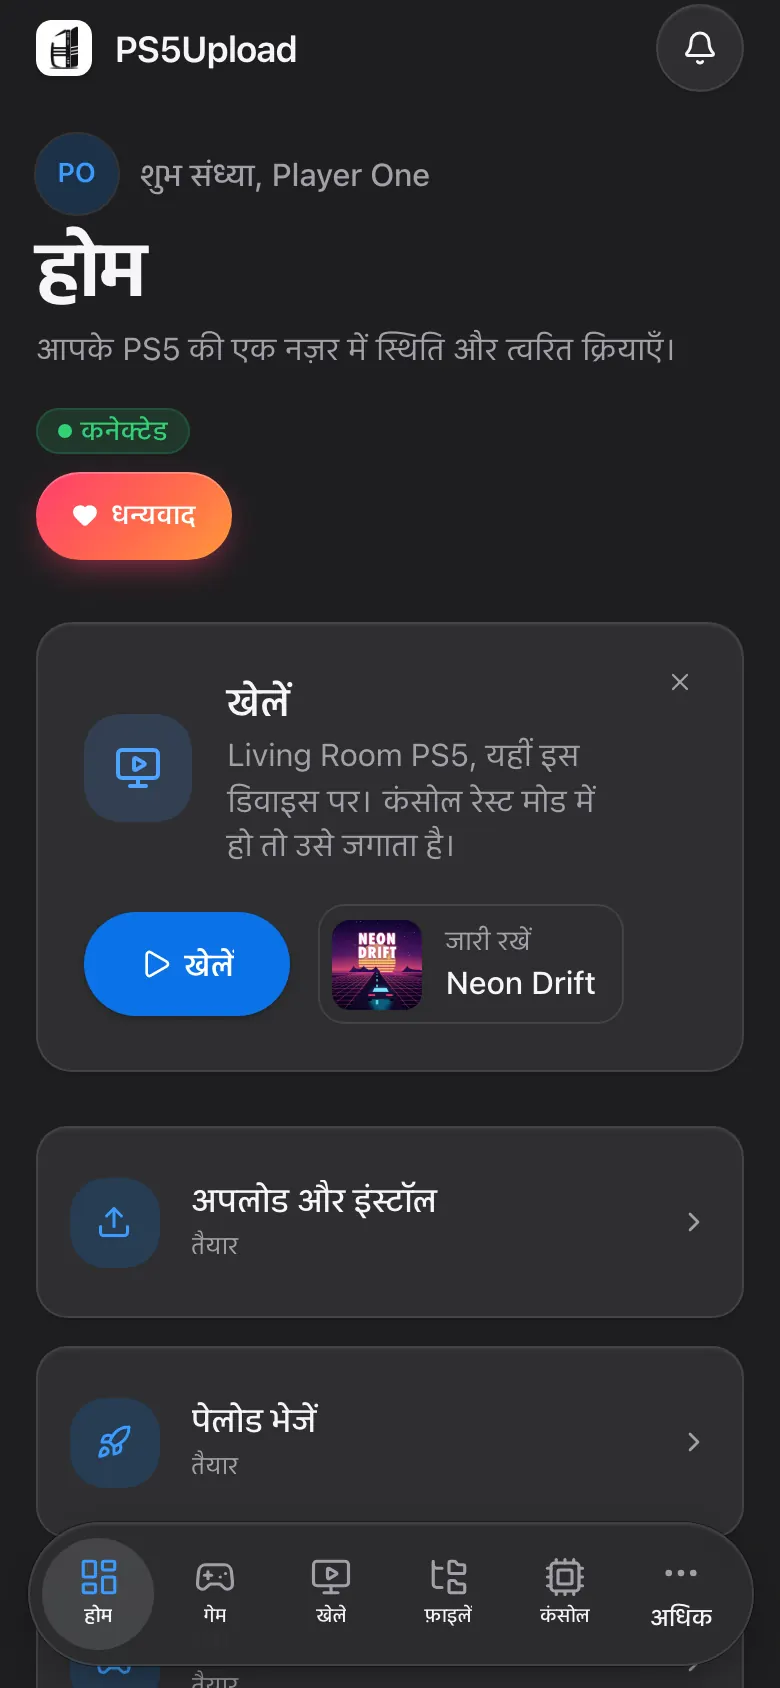 PS5Upload
PO
शुभ संध्या, Player One
होम
आपके PS5 की एक नज़र में स्थिति और त्वरित क्रियाएँ।
कनेक्टेड
धन्यवाद
खेलें
Living Room PS5, यहीं इस
डिवाइस पर। कंसोल रेस्ट मोड में
हो तो उसे जगाता है।
खेलें
NEON
DRIFT
जारी रखें
Neon Drift
अपलोड और इंस्टॉल
तैयार
पेलोड भेजें
तैयार
होम
गेम
खेलें
फ़ाइलें
कंसोल
अधिक
तैयार